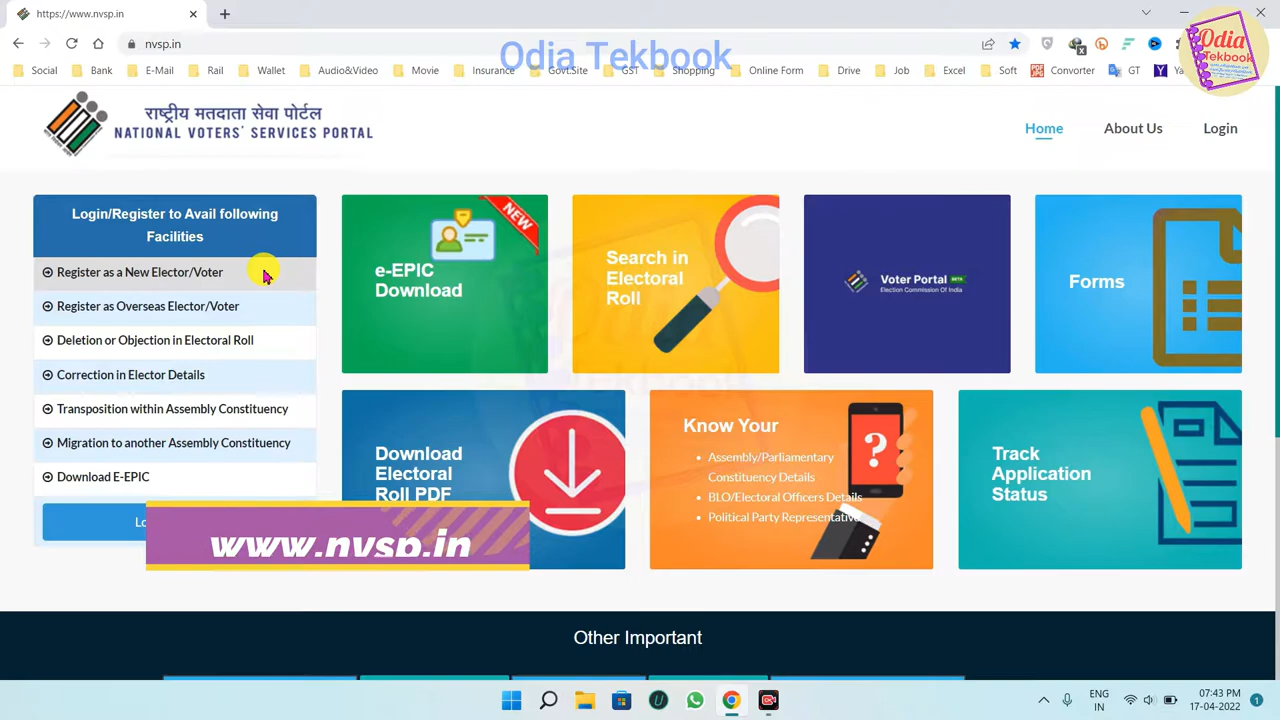 https://www.nvsp.in
nvsp.in
Odia Tekbook
Odia
Tekbook
Social
Bank
E-Mail
Rail
Wallet
Audio&Video
Movie
Insurance
Govt.Site
GST
Shopping
Online F
Drive
Job
Exam
Soft
Converter
GT
राष्ट्रीय मतदाता सेवा पोर्टल
NATIONAL VOTERS' SERVICES PORTAL
Home
About Us
Login
Login/Register to Avail following
Facilities
Register as a New Elector/Voter
Register as Overseas Elector/Voter
Deletion or Objection in Electoral Roll
Correction in Elector Details
Transposition within Assembly Constituency
Migration to another Assembly Constituency
Download E-EPIC
www.nvsp.in
NEW
e-EPIC
Download
Search in
Electoral
Roll
Voter Portal BETA
Election Commission Of India
Forms
Download
Electoral
Roll PDF
Know Your
Assembly/Parliamentary
Constituency Details
BLO/Electoral Officers Details
Political Party Representative
?
Track
Application
Status
Other Important
ENG
IN
07:43 PM
17-04-2022
1